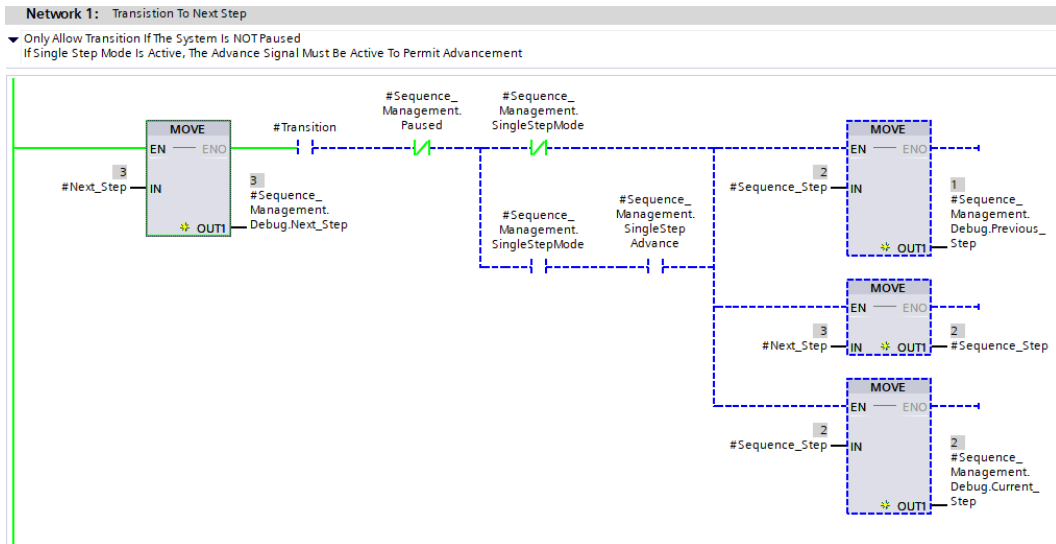 Network 1: Transistion To Next Step
Only Allow Transition If The System Is NOT Paused
If Single Step Mode Is Active, The Advance Signal Must Be Active To Permit Advancement
#Sequence_
Management.
Paused
#Sequence_
Management.
SingleStepMode
#Transition
MOVE
EN
ENO
3
#Next_Step
IN
OUT1
3
#Sequence_
Management.
Debug.Next_Step
#Sequence_
Management.
SingleStepMode
#Sequence_
Management.
SingleStep
Advance
MOVE
EN
ENO
2
#Sequence_Step
IN
OUT1
1
#Sequence_
Management.
Debug.Previous_
Step
MOVE
EN
ENO
3
#Next_Step
IN
OUT1
2
#Sequence_Step
MOVE
EN
ENO
2
#Sequence_Step
IN
OUT1
2
#Sequence_
Management.
Debug.Current_
Step